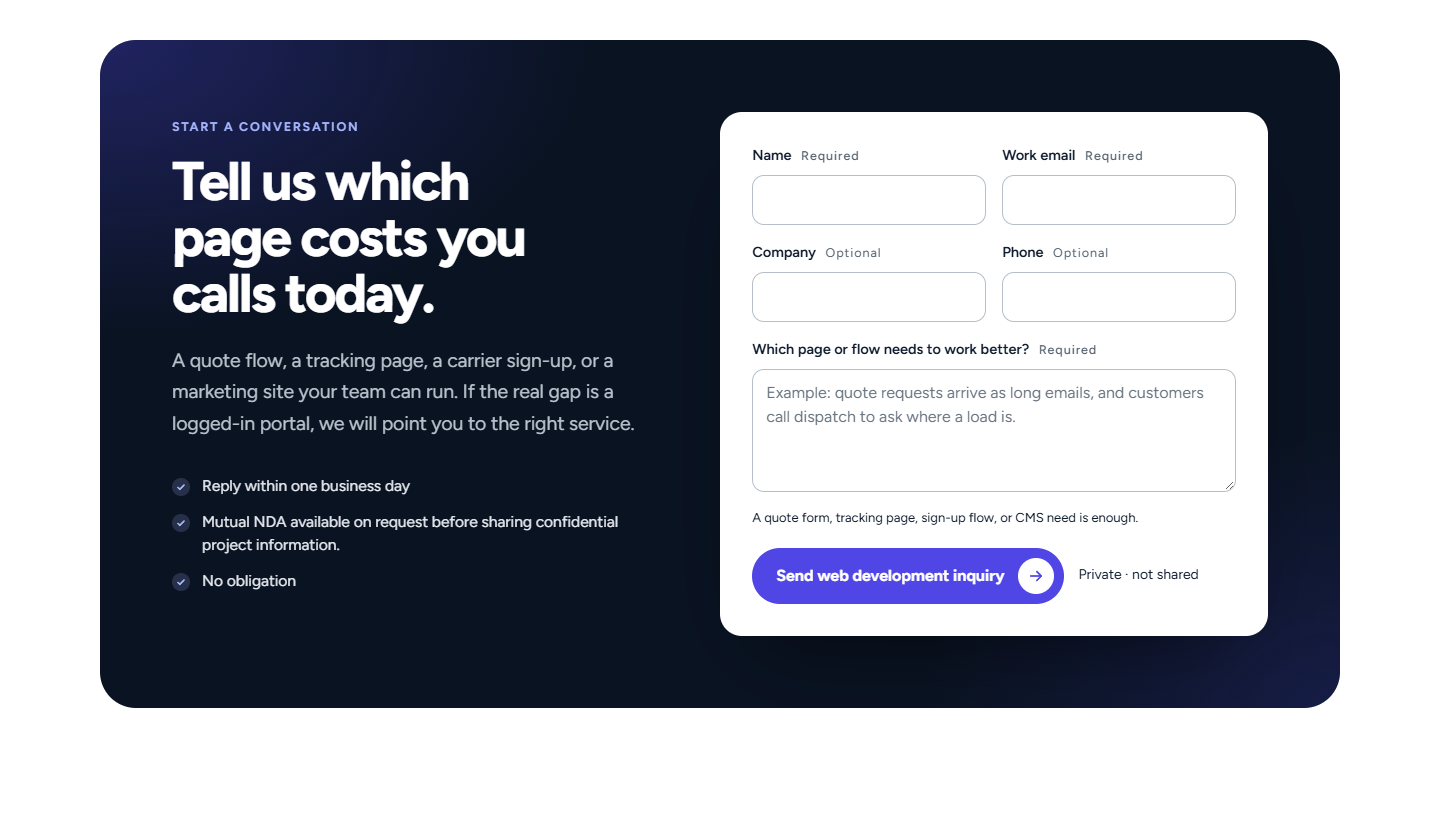 START A CONVERSATION
Tell us which
page costs you
calls today.
A quote flow, a tracking page, a carrier sign-up, or a
marketing site your team can run. If the real gap is a
logged-in portal, we will point you to the right service.
Reply within one business day
Mutual NDA available on request before sharing confidential
project information.
No obligation
Name Required
Work email Required
Company Optional
Phone Optional
Which page or flow needs to work better? Required
Example: quote requests arrive as long emails, and customers
call dispatch to ask where a load is.
A quote form, tracking page, sign-up flow, or CMS need is enough.
Send web development inquiry
Private · not shared